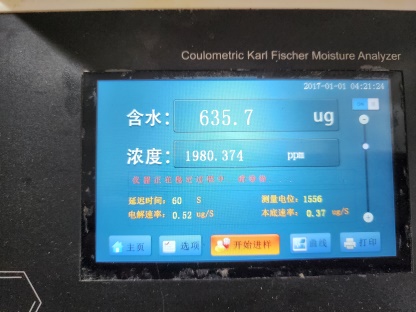 Coulometric Karl Fischer Moisture Analyzer
2017-01-01 04:21:24
含水: 635.7 ug
浓度: 1980.374 ppm
延迟时间: 60 S 测量电位: 1556
电解速率: 0.52 ug/S 本底速率: 0.37 ug/S
主页 选项 开始进样 曲线 打印